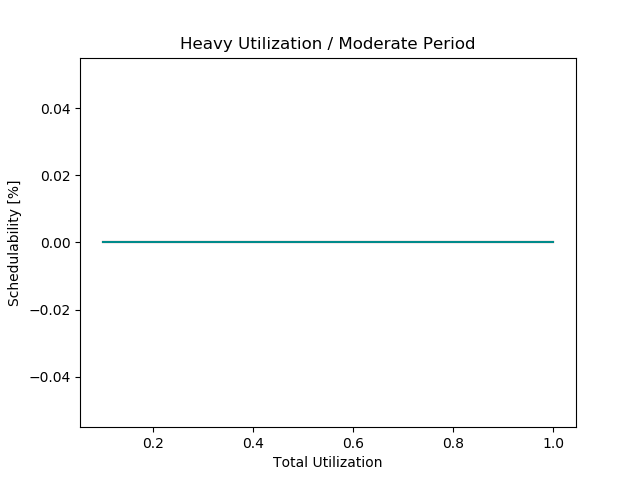 Heavy Utilization / Moderate Period
Schedulability [%]
0.04
0.02
0.00
−0.02
−0.04
0.2 0.4 0.6 0.8 1.0
Total Utilization